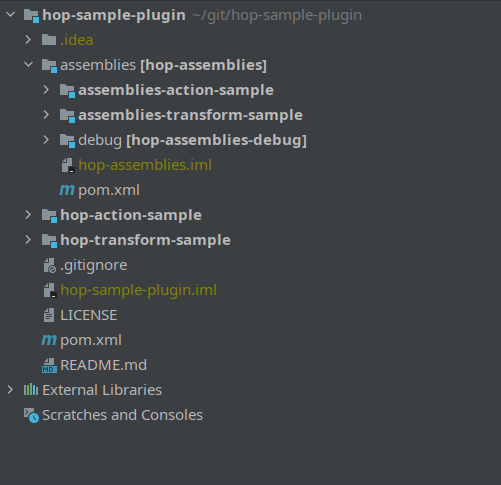 hop-sample-plugin ~/git/hop-sample-plugin
.idea
assemblies [hop-assemblies]
assemblies-action-sample
assemblies-transform-sample
debug [hop-assemblies-debug]
hop-assemblies.iml
m pom.xml
hop-action-sample
hop-transform-sample
.gitignore
hop-sample-plugin.iml
LICENSE
m pom.xml
MD README.md
External Libraries
Scratches and Consoles